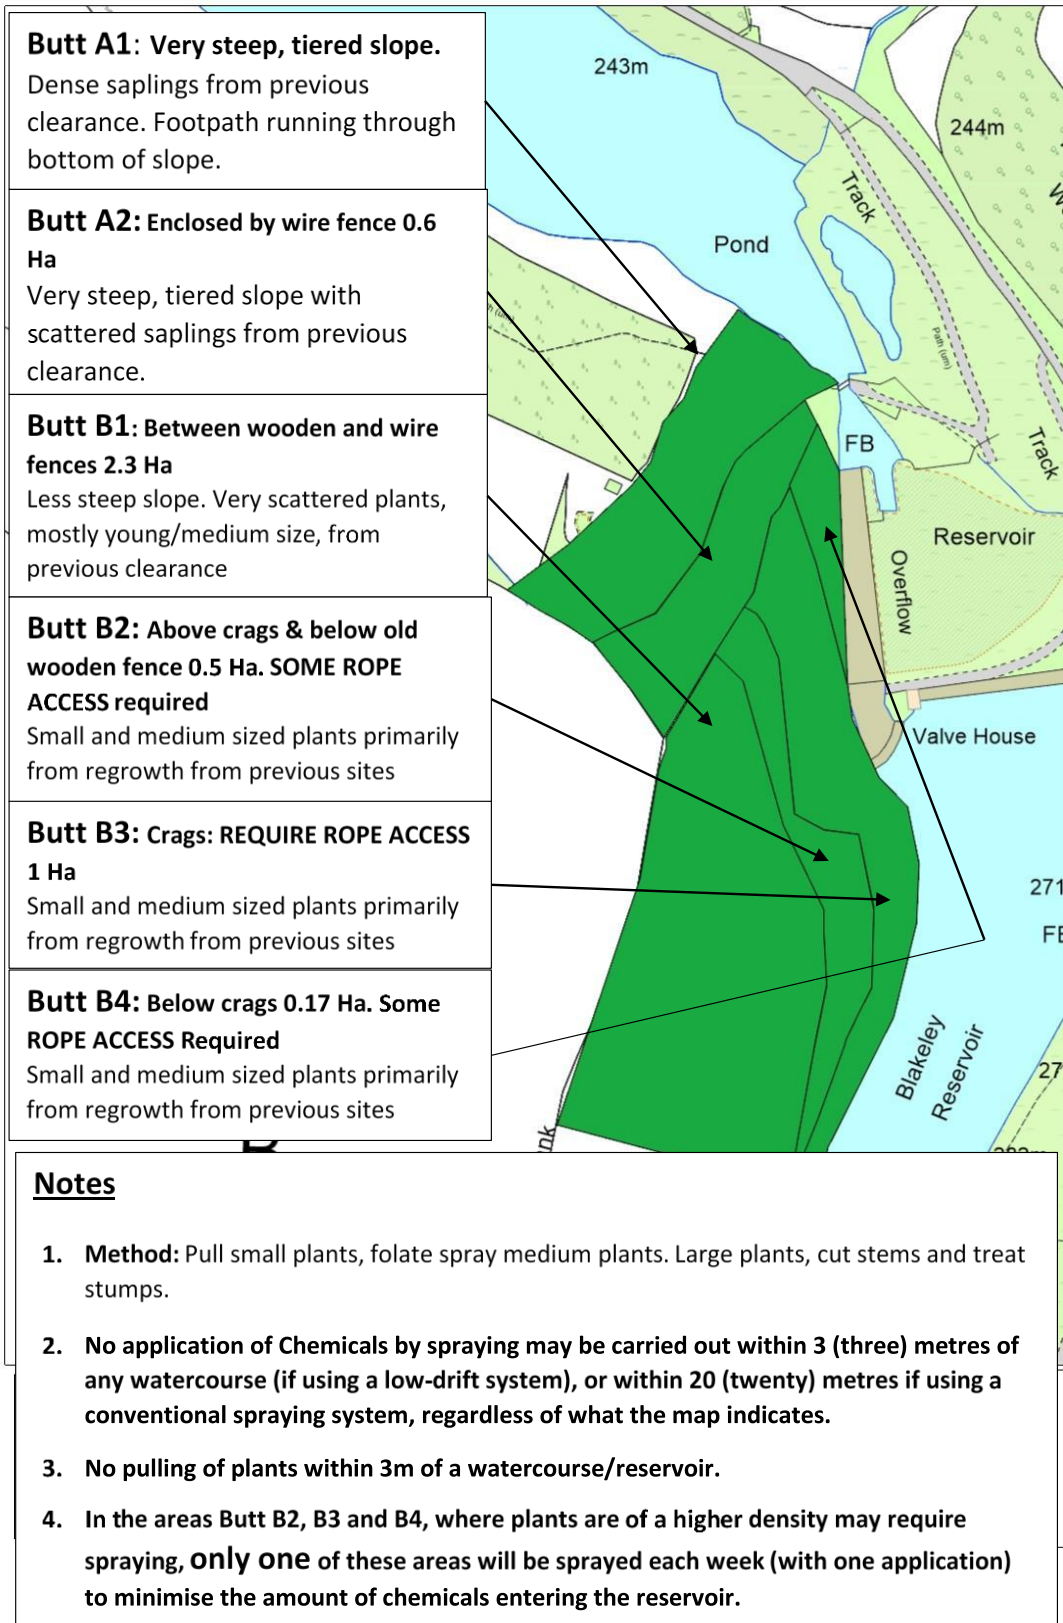 Butt A1: Very steep, tiered slope.
Dense saplings from previous
clearance. Footpath running through
bottom of slope.
Butt A2: Enclosed by wire fence 0.6
Ha
Very steep, tiered slope with
scattered saplings from previous
clearance.
Butt B1: Between wooden and wire
fences 2.3 Ha
Less steep slope. Very scattered plants,
mostly young/medium size, from
previous clearance
Butt B2: Above crags & below old
wooden fence 0.5 Ha. SOME ROPE
ACCESS required
Small and medium sized plants primarily
from regrowth from previous sites
Butt B3: Crags: REQUIRE ROPE ACCESS
1 Ha
Small and medium sized plants primarily
from regrowth from previous sites
Butt B4: Below crags 0.17 Ha. Some
ROPE ACCESS Required
Small and medium sized plants primarily
from regrowth from previous sites
243m
244m
Track
Pond
Path (um)
Track
FB
Reservoir
Overflow
Valve House
271
Blakeley
Reservoir
27
Notes
1. Method: Pull small plants, folate spray medium plants. Large plants, cut stems and treat
stumps.
2. No application of Chemicals by spraying may be carried out within 3 (three) metres of
any watercourse (if using a low-drift system), or within 20 (twenty) metres if using a
conventional spraying system, regardless of what the map indicates.
3. No pulling of plants within 3m of a watercourse/reservoir.
4. In the areas Butt B2, B3 and B4, where plants are of a higher density may require
spraying, only one of these areas will be sprayed each week (with one application)
to minimise the amount of chemicals entering the reservoir.